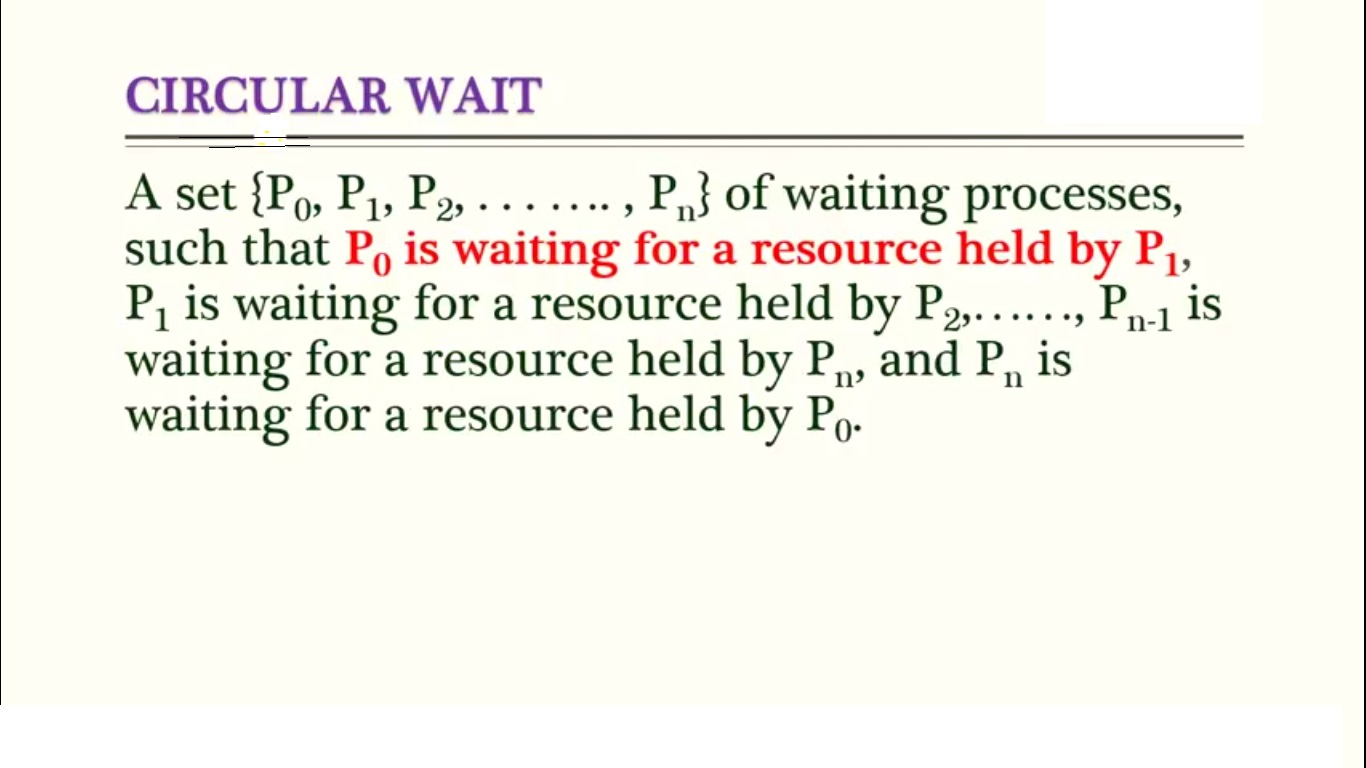 CIRCULAR WAIT
A set {P₀, P₁, P₂, . . . . . . . , Pₙ} of waiting processes,
such that P₀ is waiting for a resource held by P₁,
P₁ is waiting for a resource held by P₂,......, Pₙ₋₁ is
waiting for a resource held by Pₙ, and Pₙ is
waiting for a resource held by P₀.